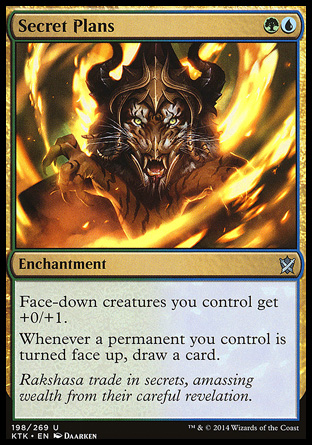 Secret Plans
Enchantment
Face-down creatures you control get
+0/+1.
Whenever a permanent you control is
turned face up, draw a card.
Rakshasa trade in secrets, amassing
wealth from their careful revelation.
198/269 U
KTK • EN DAARKEN
™ & © 2014 Wizards of the Coast